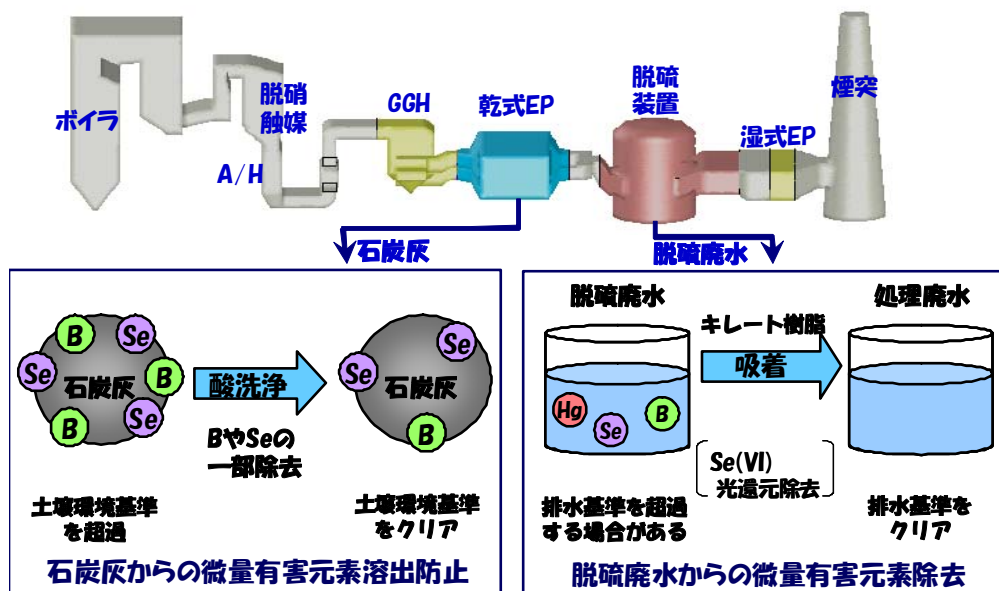 ボイラ
脱硝
触媒
A/H
GGH
乾式EP
脱硫
装置
湿式EP
煙突
石炭灰
脱硫廃水
B
Se
Se
石炭灰
B
B
Se
酸洗浄
BやSeの
一部除去
Se
Se
石炭灰
B
土壌環境基準
を超過
土壌環境基準
をクリア
石炭灰からの微量有害元素溶出防止
脱硫廃水
キレート樹脂
吸着
処理廃水
Hg
Se
B
Se(VI)
光還元除去
排水基準を超過
する場合がある
排水基準を
クリア
脱硫廃水からの微量有害元素除去